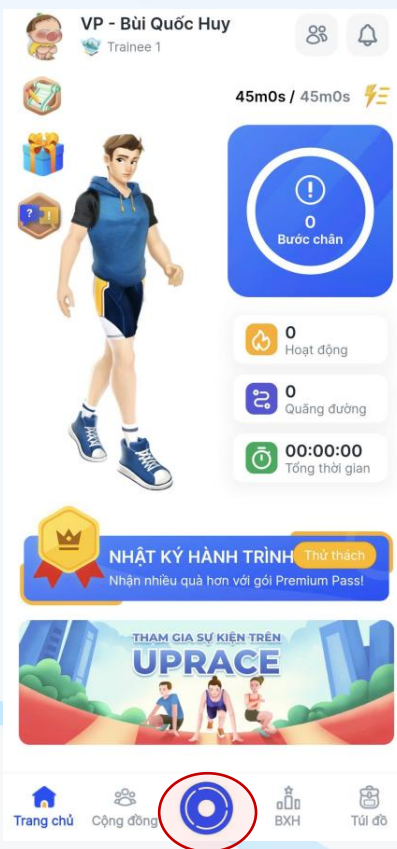 VP - Bùi Quốc Huy
Trainee 1
45m0s / 45m0s
?
!
0
Bước chân
0
Hoạt động
0
Quãng đường
00:00:00
Tổng thời gian
NHẬT KÝ HÀNH TRÌNH
Thử thách
Nhận nhiều quà hơn với gói Premium Pass!
THAM GIA SỰ KIỆN TRÊN
UPRACE
Trang chủ
Cộng đồng
BXH
Túi đồ